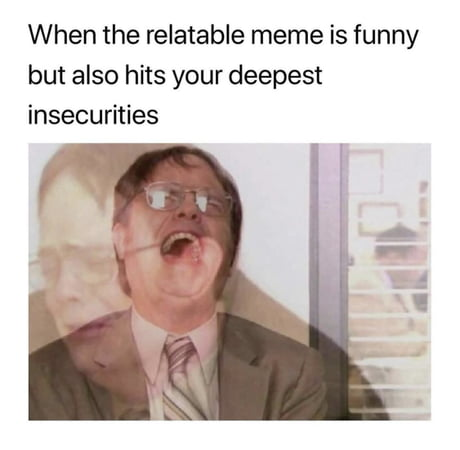 When the relatable meme is funny
but also hits your deepest
insecurities